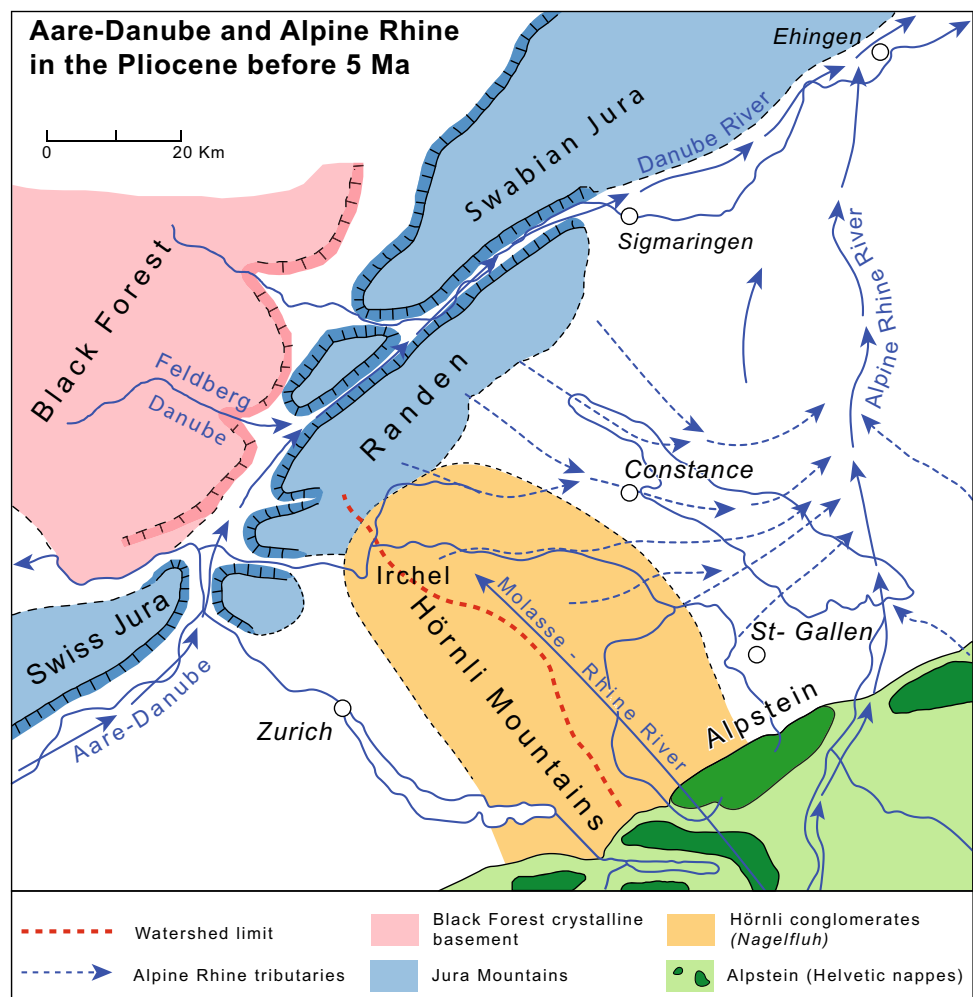 Aare-Danube and Alpine Rhine
in the Pliocene before 5 Ma
0 20 Km
Ehingen
Swabian Jura
Danube River
Sigmaringen
Black Forest
Alpine Rhine River
Feldberg
Danube
Randen
Constance
Irchel
Hörnli Mountains
Molasse - Rhine River
St- Gallen
Swiss Jura
Aare-Danube
Zurich
Alpstein
Watershed limit
Alpine Rhine tributaries
Black Forest crystalline
basement
Jura Mountains
Hörnli conglomerates
(Nagelfluh)
Alpstein (Helvetic nappes)